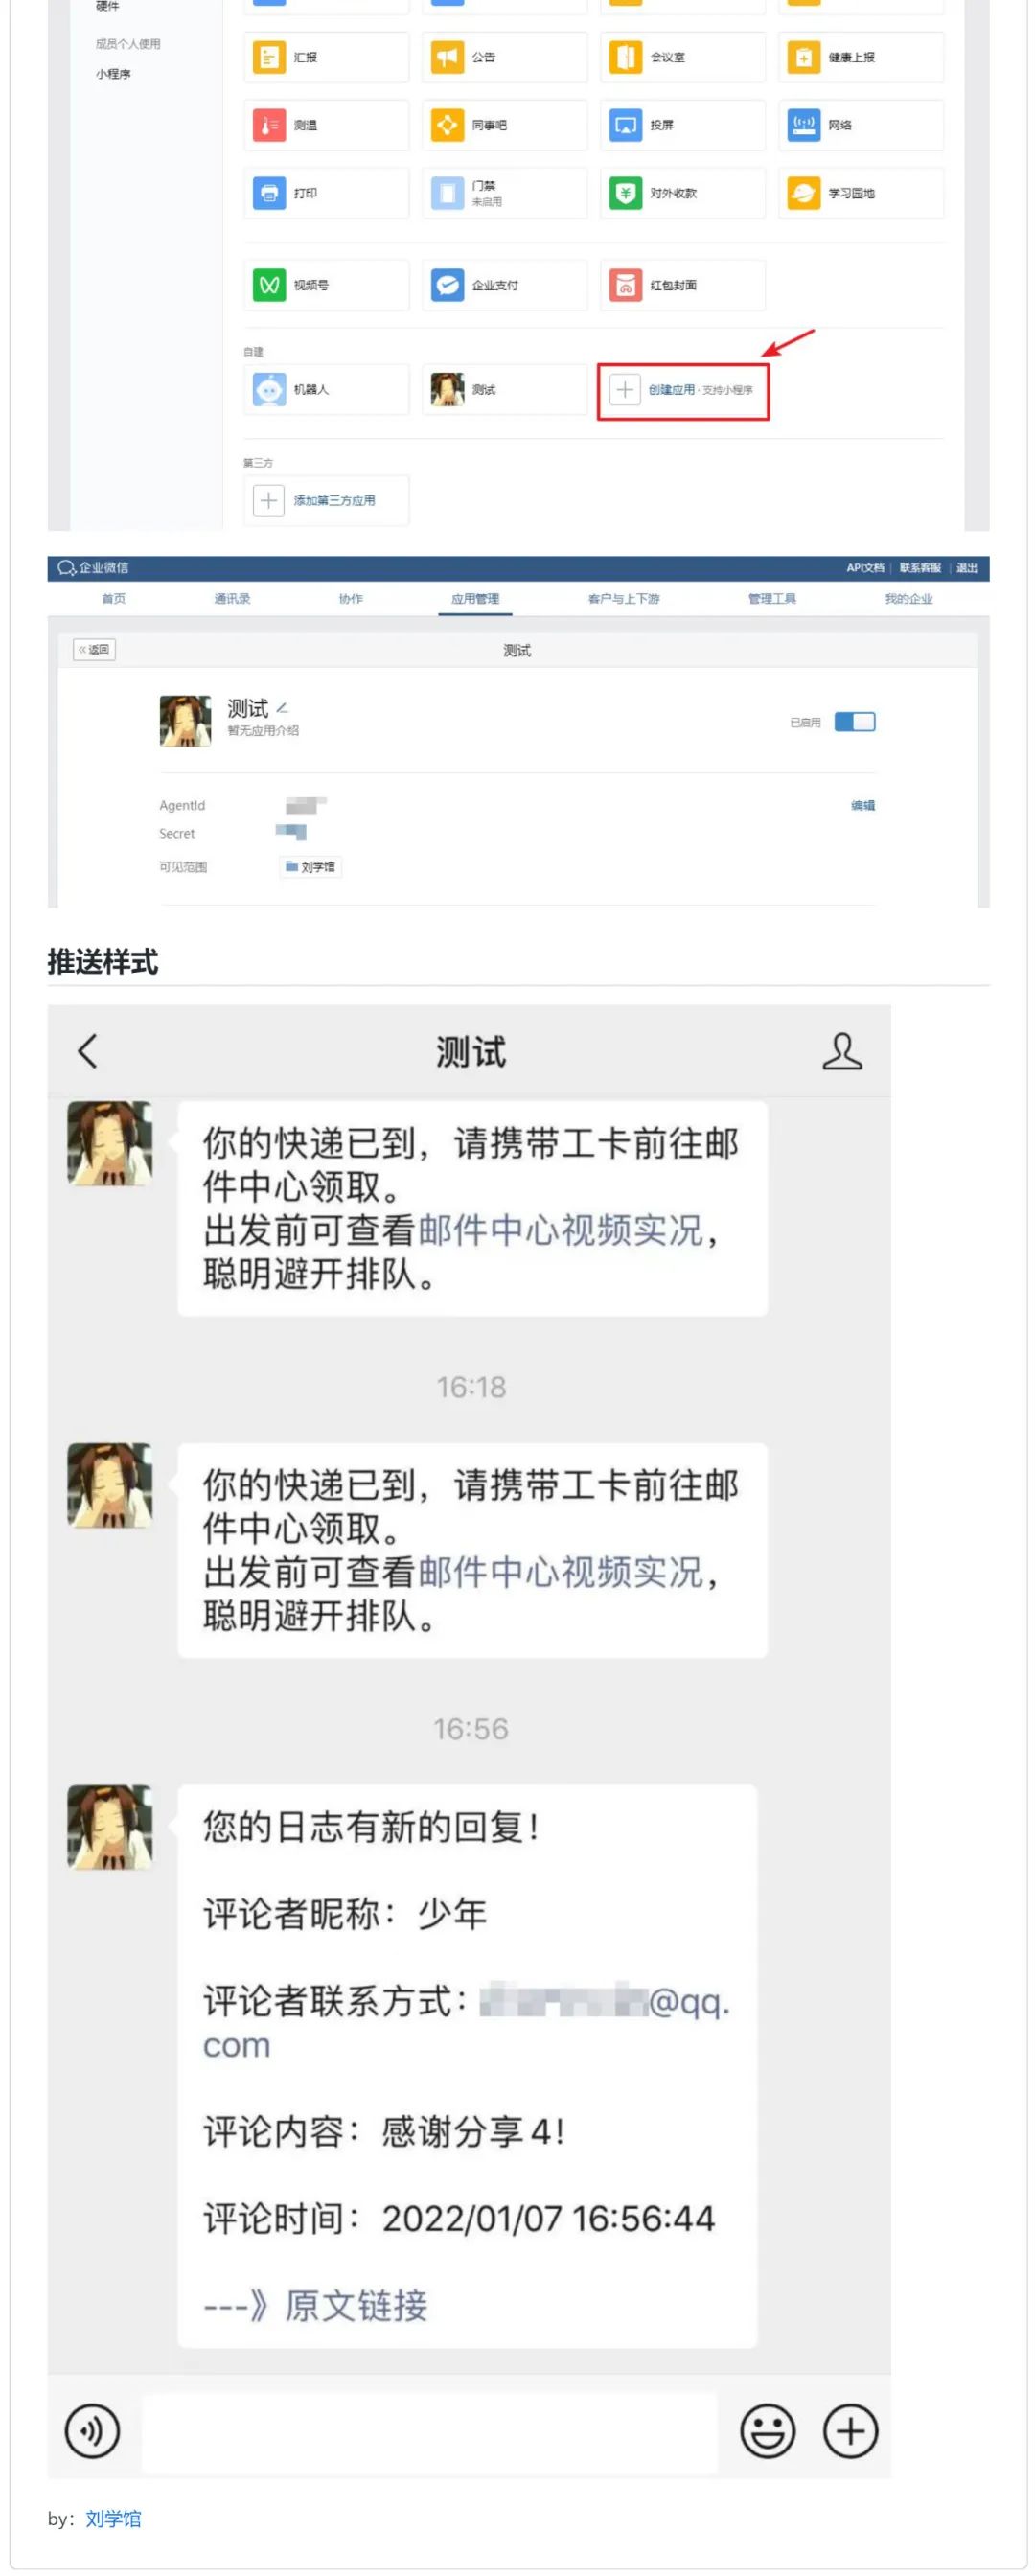 硬件
成员个人使用
小程序
汇报
公告
会议室
健康上报
测温
同事吧
投屏
网络
打印
门禁
未启用
对外收款
学习园地
视频号
企业支付
红包封面
自建
机器人
测试
创建应用·支持小程序
第三方
添加第三方应用
企业微信
API文档 | 联系客服 | 退出
首页 通讯录 协作 应用管理 客户与上下游 管理工具 我的企业
«返回
测试
测试
暂无应用介绍
已启用
AgentId
编辑
Secret
可见范围
刘学馆
推送样式
测试
你的快递已到，请携带工卡前往邮
件中心领取。
出发前可查看邮件中心视频实况，
聪明避开排队。
16:18
你的快递已到，请携带工卡前往邮
件中心领取。
出发前可查看邮件中心视频实况，
聪明避开排队。
16:56
您的日志有新的回复！
评论者昵称：少年
评论者联系方式：@qq.
com
评论内容：感谢分享4！
评论时间：2022/01/07 16:56:44
---》原文链接
by：刘学馆